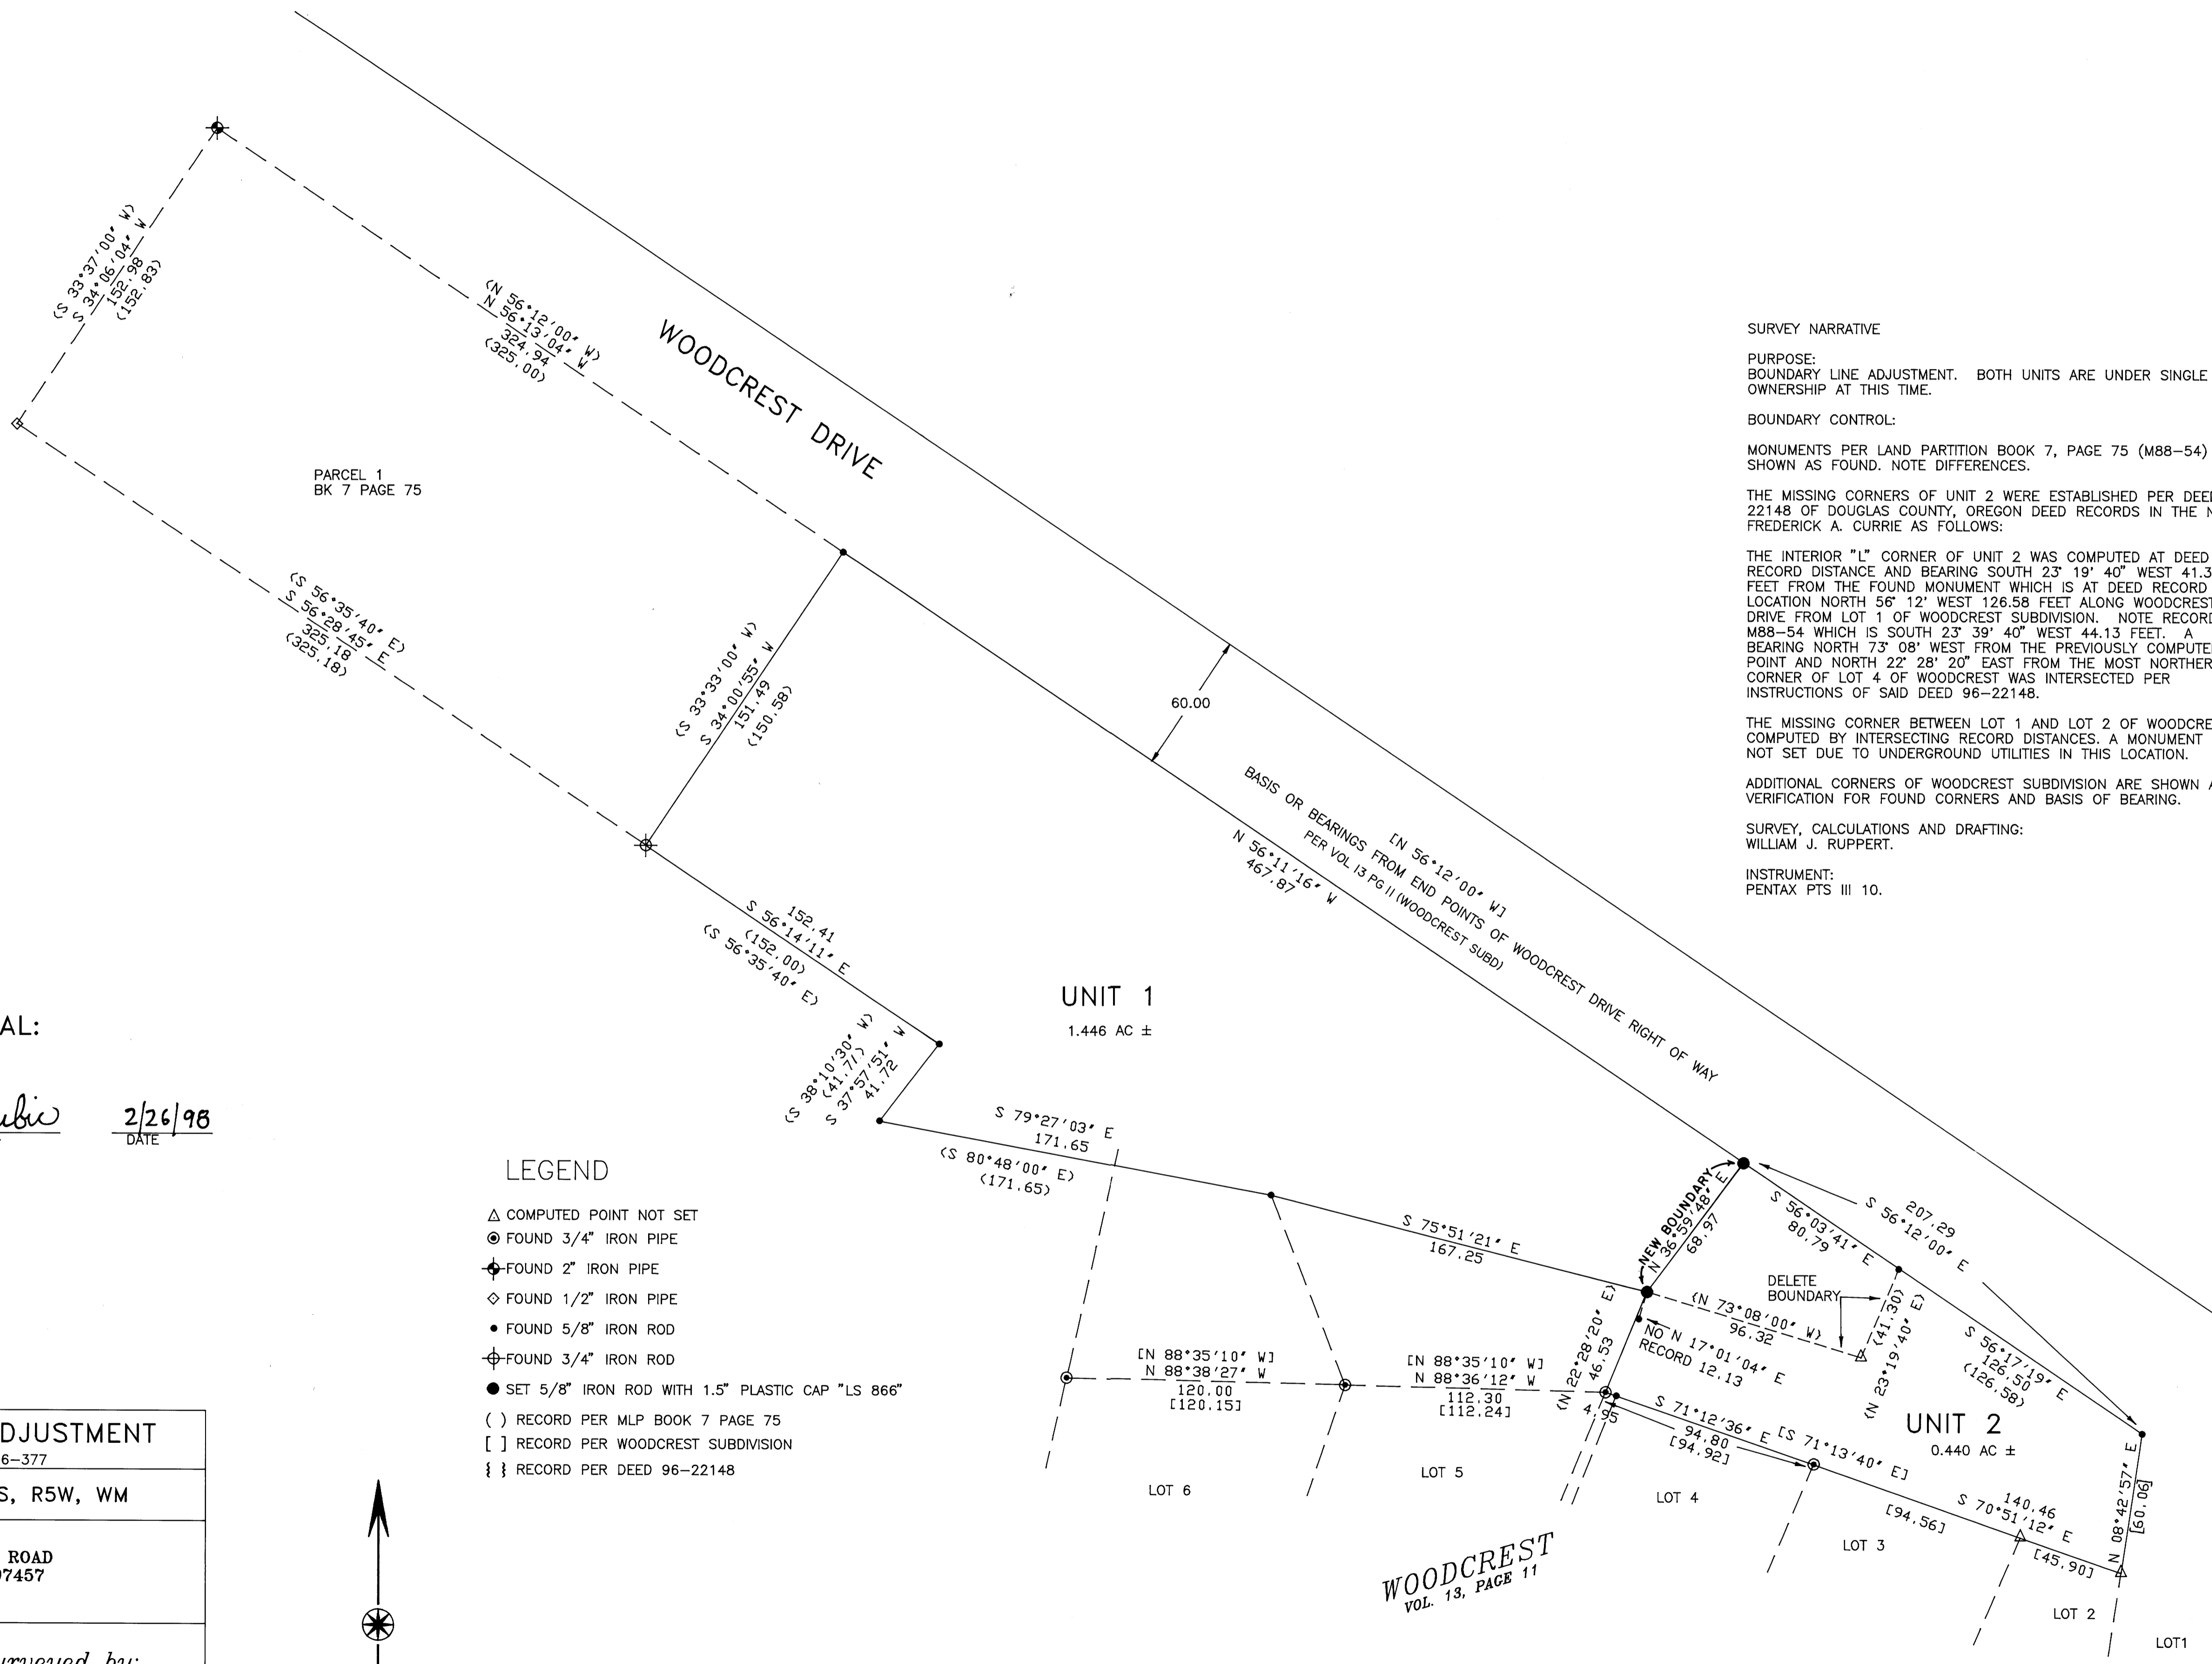 (S 33°37'00" W)
S 34°06'04" W
152.98
(152.83)
(N 56°12'00" W)
N 56°13'04" W
324.94
(325.00)
WOODCREST DRIVE
PARCEL 1
BK 7 PAGE 75
(S 56°35'40" E)
S 56°28'45" E
325.18
(325.18)
(S 33°33'00" W)
S 34°00'55" W
151.49
(150.58)
60.00
BASIS OR BEARINGS FROM END POINTS OF WOODCREST DRIVE RIGHT OF WAY
PER VOL 13 PG 11 (WOODCREST SUBD)
[N 56°12'00" W]
N 56°11'16" W
467.87
SURVEY NARRATIVE
PURPOSE:
BOUNDARY LINE ADJUSTMENT. BOTH UNITS ARE UNDER SINGLE
OWNERSHIP AT THIS TIME.
BOUNDARY CONTROL:
MONUMENTS PER LAND PARTITION BOOK 7, PAGE 75 (M88-54)
SHOWN AS FOUND. NOTE DIFFERENCES.
THE MISSING CORNERS OF UNIT 2 WERE ESTABLISHED PER DEED
22148 OF DOUGLAS COUNTY, OREGON DEED RECORDS IN THE N
FREDERICK A. CURRIE AS FOLLOWS:
THE INTERIOR "L" CORNER OF UNIT 2 WAS COMPUTED AT DEED
RECORD DISTANCE AND BEARING SOUTH 23° 19' 40" WEST 41.3
FEET FROM THE FOUND MONUMENT WHICH IS AT DEED RECORD
LOCATION NORTH 56° 12' WEST 126.58 FEET ALONG WOODCREST
DRIVE FROM LOT 1 OF WOODCREST SUBDIVISION. NOTE RECORD
M88-54 WHICH IS SOUTH 23° 39' 40" WEST 44.13 FEET. A
BEARING NORTH 73° 08' WEST FROM THE PREVIOUSLY COMPUTE
POINT AND NORTH 22° 28' 20" EAST FROM THE MOST NORTHER
CORNER OF LOT 4 OF WOODCREST WAS INTERSECTED PER
INSTRUCTIONS OF SAID DEED 96-22148.
THE MISSING CORNER BETWEEN LOT 1 AND LOT 2 OF WOODCRE
COMPUTED BY INTERSECTING RECORD DISTANCES. A MONUMENT
NOT SET DUE TO UNDERGROUND UTILITIES IN THIS LOCATION.
ADDITIONAL CORNERS OF WOODCREST SUBDIVISION ARE SHOWN A
VERIFICATION FOR FOUND CORNERS AND BASIS OF BEARING.
SURVEY, CALCULATIONS AND DRAFTING:
WILLIAM J. RUPPERT.
INSTRUMENT:
PENTAX PTS III 10.
152.41
S 56°14'11" E
(152.00)
(S 56°35'40" E)
(S 38°10'30" W)
(41.77)
S 37°57'51" W
41.72
UNIT 1
1.446 AC ±
S 79°27'03" E
171.65
(S 80°48'00" E)
(171.65)
S 75°51'21" E
167.25
NEW BOUNDARY
N 36°59'48" E
68.97
S 56°03'41" E
80.79
207.29
S 56°12'00" E
DELETE
BOUNDARY
{N 73°08'00" W}
96.32
{41.30}
{N 23°19'40" E}
S 56°17'19" E
126.50
(126.58)
NO N 17°01'04" E
RECORD 12.13
{N 22°28'20" E}
46.53
4.95
[N 88°35'10" W]
N 88°38'27" W
120.00
[120.15]
[N 88°35'10" W]
N 88°36'12" W
112.30
[112.24]
S 71°12'36" E
94.80
[94.92]
[S 71°13'40" E]
UNIT 2
0.440 AC ±
140.46
S 70°51'12" E
[94.56]
[45.90]
N 08°42'57" E
[60.06]
LOT 6
LOT 5
LOT 4
LOT 3
LOT 2
LOT1
WOODCREST
VOL. 13, PAGE 11
AL:
2/26/98
DATE
LEGEND
COMPUTED POINT NOT SET
FOUND 3/4" IRON PIPE
FOUND 2" IRON PIPE
FOUND 1/2" IRON PIPE
FOUND 5/8" IRON ROD
FOUND 3/4" IRON ROD
SET 5/8" IRON ROD WITH 1.5" PLASTIC CAP "LS 866"
( ) RECORD PER MLP BOOK 7 PAGE 75
[ ] RECORD PER WOODCREST SUBDIVISION
{ } RECORD PER DEED 96-22148
DJUSTMENT
6-377
S, R5W, WM
ROAD
97457
urveyed by: